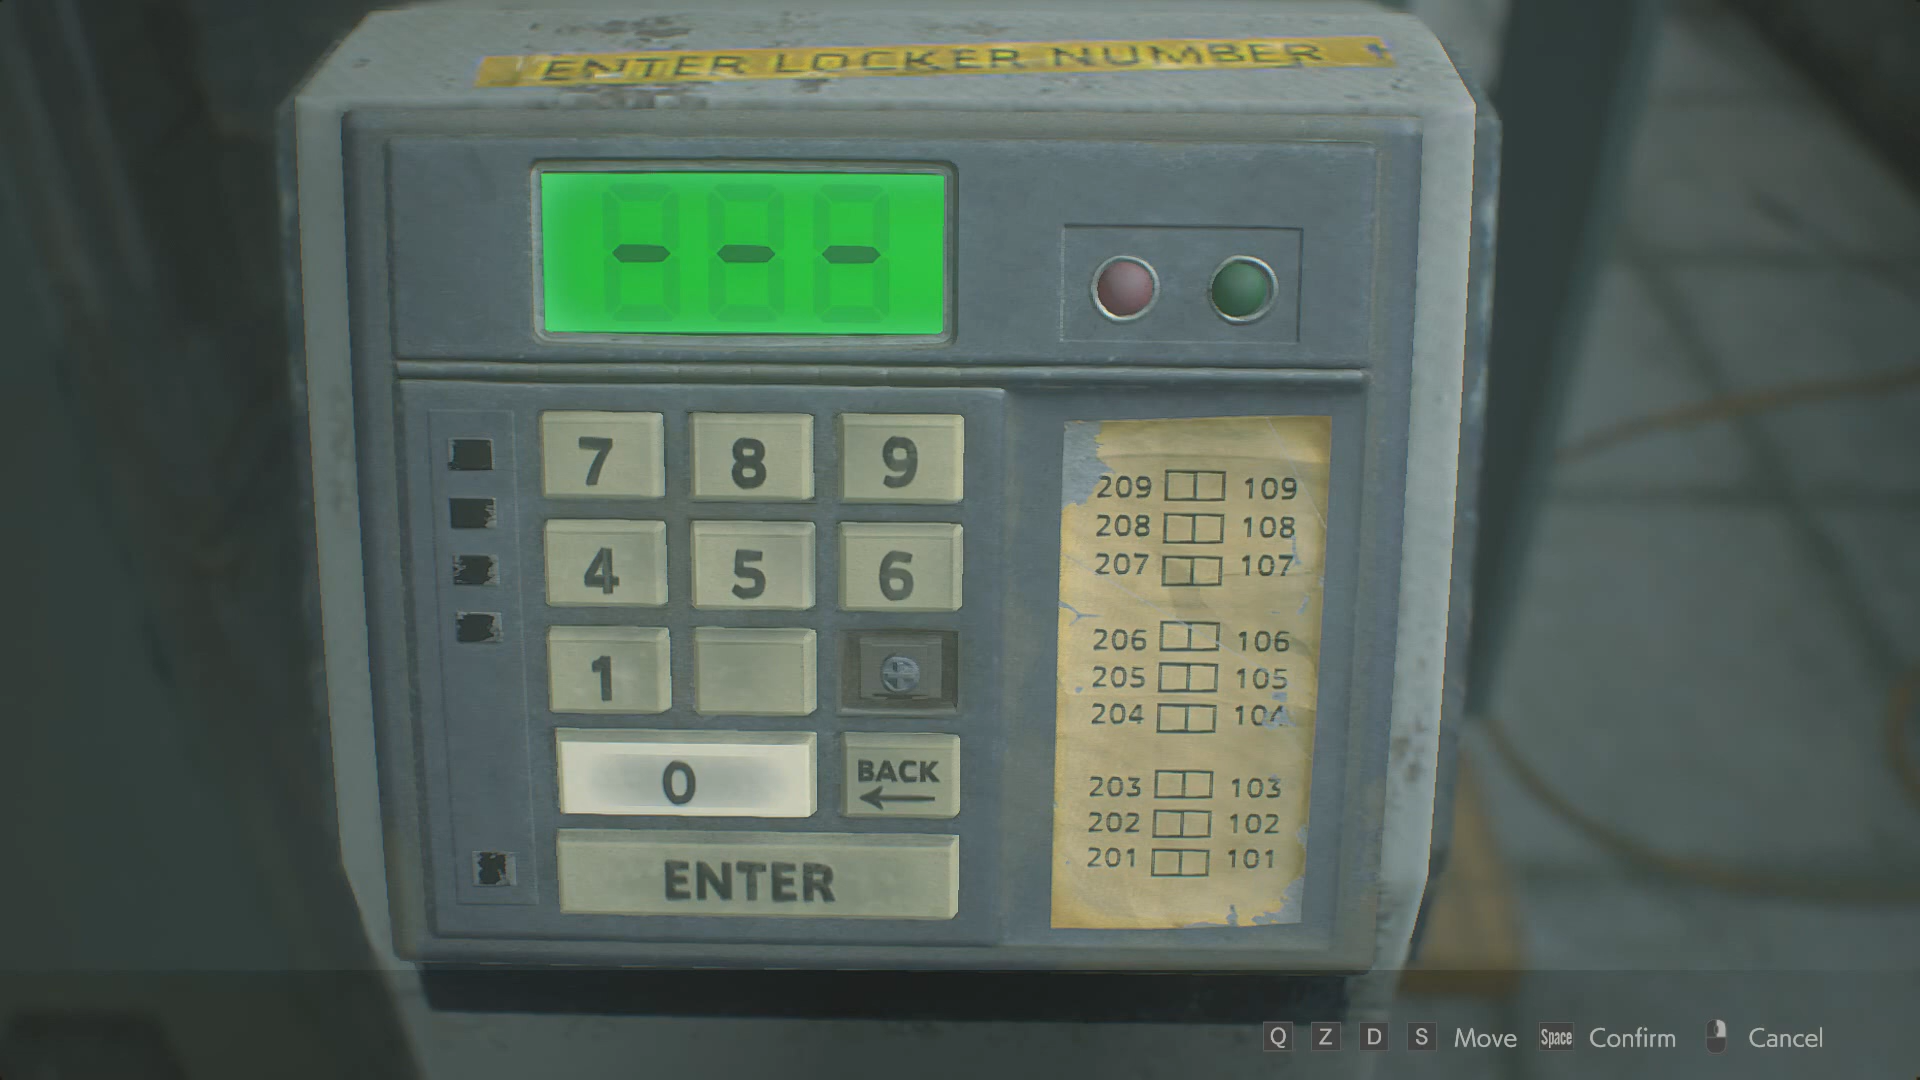 ENTER LOCKER NUMBER
7 8 9
4 5 6
1
0 BACK
ENTER
209 109
208 108
207 107
206 106
205 105
204 104
203 103
202 102
201 101
Q Z D S Move Space Confirm Cancel